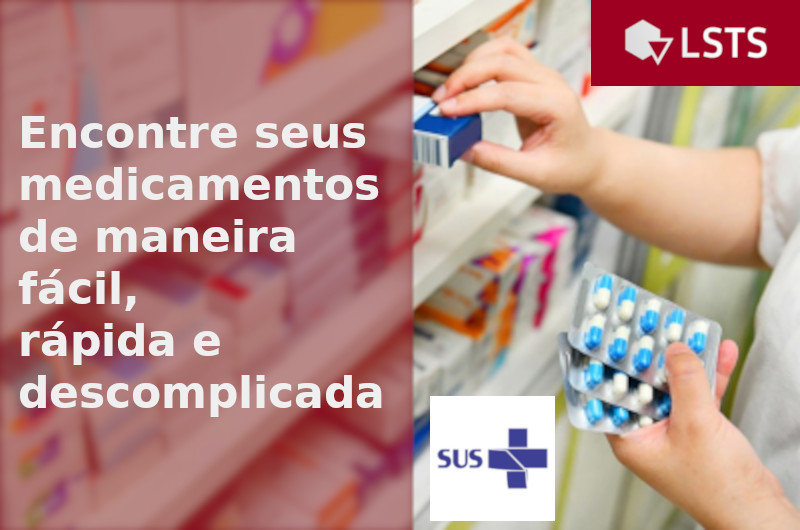 LSTS
Encontre seus
medicamentos
de maneira
fácil,
rápida e
descomplicada
SUS